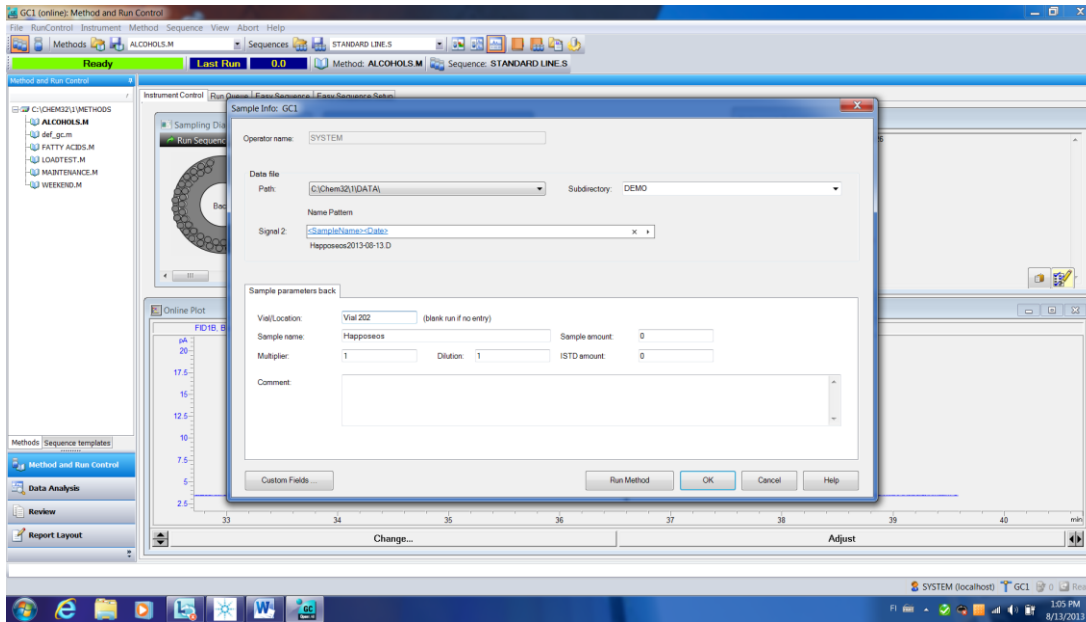 GC1 (online): Method and Run Control
File RunControl Instrument Method Sequence View Abort Help
Methods ALCOHOLS.M Sequences STANDARD LINE.S
Ready Last Run 0.0 Method: ALCOHOLS.M Sequence: STANDARD LINE.S
Method and Run Control
Instrument Control Run Queue Easy Sequence Easy Sequence Setup
C:\CHEM32\1\METHODS
ALCOHOLS.M
def_gc.m
FATTY ACIDS.M
LOADTEST.M
MAINTENANCE.M
WEEKEND.M
Sampling Dia
Run Sequenc
Bac
Sample Info: GC1
Operator name: SYSTEM
Data file
Path: C:\Chem32\1\DATA\ Subdirectory: DEMO
Name Pattern
Signal 2: <SampleName><Date>
Happoseos2013-08-13.D
Sample parameters back
Vial/Location: Vial 202 (blank run if no entry)
Sample name: Happoseos Sample amount: 0
Multiplier: 1 Dilution: 1 ISTD amount: 0
Comment:
Custom Fields ... Run Method OK Cancel Help
Online Plot
FID1B, B
pA
20
17.5
15
12.5
10
7.5
5
2.5
33 34 35 36 37 38 39 40 min
Change... Adjust
Methods Sequence templates
Method and Run Control
Data Analysis
Review
Report Layout
SYSTEM (localhost) GC1 0 Rea
FI 1:05 PM
8/13/2013